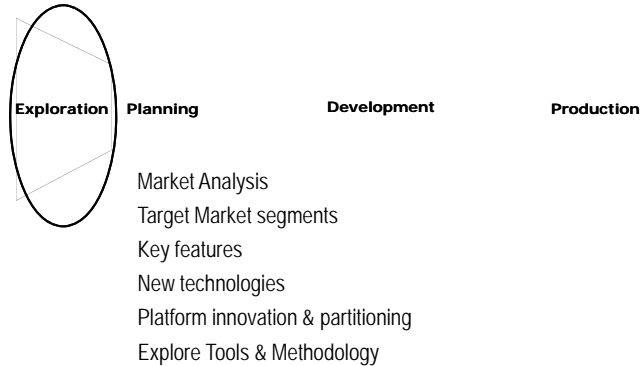 Exploration Planning Development Production
Market Analysis
Target Market segments
Key features
New technologies
Platform innovation & partitioning
Explore Tools & Methodology